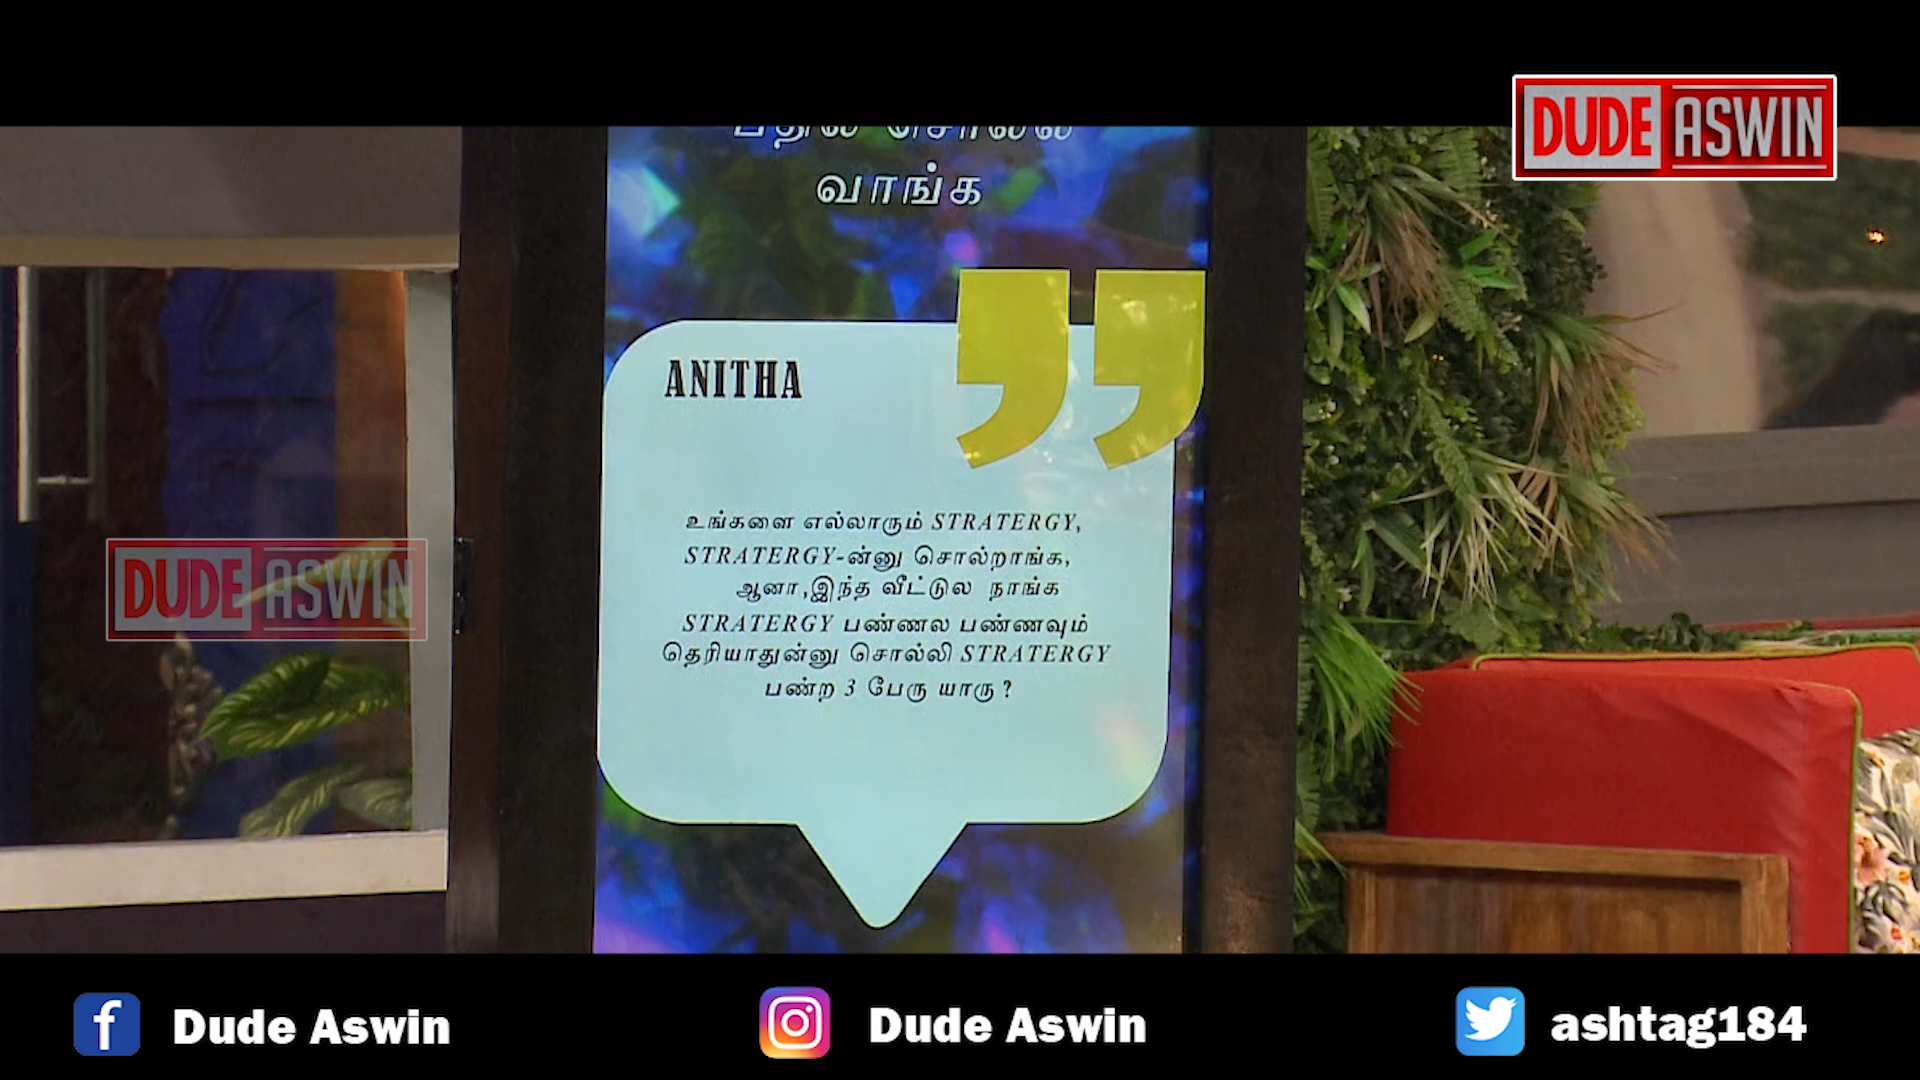 DUDE ASWIN
பதில் சொல்ல
வாங்க
ANITHA
உங்களை எல்லாரும் STRATERGY,
STRATERGY-ன்னு சொல்றாங்க,
ஆனா,இந்த வீட்டுல நாங்க
STRATERGY பண்ணல பண்ணவும்
தெரியாதுன்னு சொல்லி STRATERGY
பண்ற 3 பேரு யாரு?
DUDE ASWIN
Dude Aswin
Dude Aswin
ashtag184